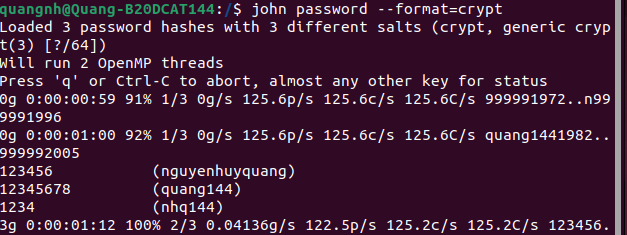 quangnh@Quang-B20DCAT144:/$ john password --format=crypt
Loaded 3 password hashes with 3 different salts (crypt, generic cryp
t(3) [?/64])
Will run 2 OpenMP threads
Press 'q' or Ctrl-C to abort, almost any other key for status
0g 0:00:00:59 91% 1/3 0g/s 125.6p/s 125.6c/s 125.6C/s 999991972..n99
9991996
0g 0:00:01:00 92% 1/3 0g/s 125.6p/s 125.6c/s 125.6C/s quang1441982..
999992005
123456           (nguyenhuyquang)
12345678         (quang144)
1234             (nhq144)
3g 0:00:01:12 100% 2/3 0.04136g/s 122.5p/s 125.2c/s 125.2C/s 123456.